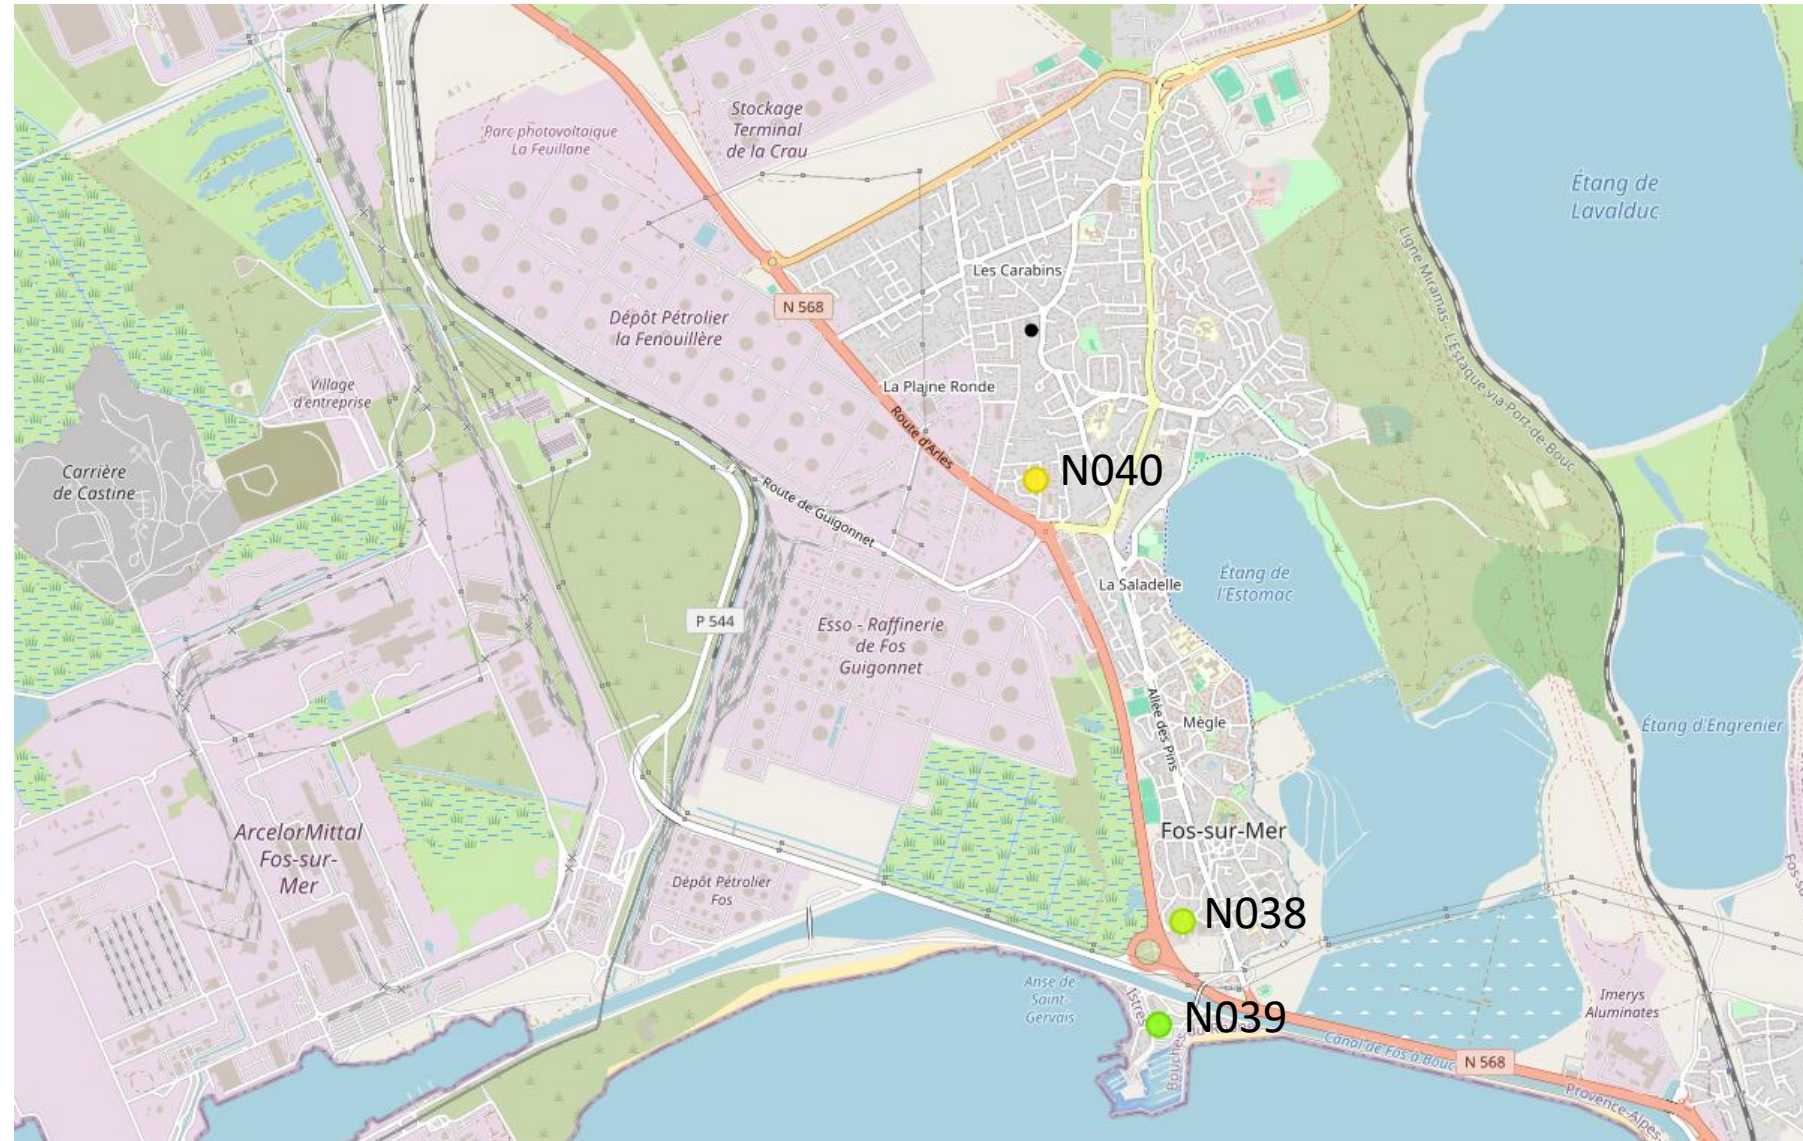 Stockage
Terminal
de la Crau
Parc photovoltaïque
La Feuillane
Étang de
Lavalduc
Ligne Miramas - L'Estaque via Port-de-Bouc
Les Carabins
N 568
Dépôt Pétrolier
la Fenouillère
Village
d'entreprise
La Plaine Ronde
Route d'Arles
Carrière
de Castine
N040
Route de Guigonnet
Étang de
l'Estomac
La Saladelle
P 544
Esso - Raffinerie
de Fos
Guigonnet
Allée des Pins
Mègle
Étang d'Engrenier
ArcelorMittal
Fos-sur-
Mer
Fos-sur-Mer
Dépôt Pétrolier
Fos
N038
Anse de
Saint-
Gervais
Istres
N039
Imerys
Aluminates
Canal de Fos à Bouc
N 568
Provence-Alpes